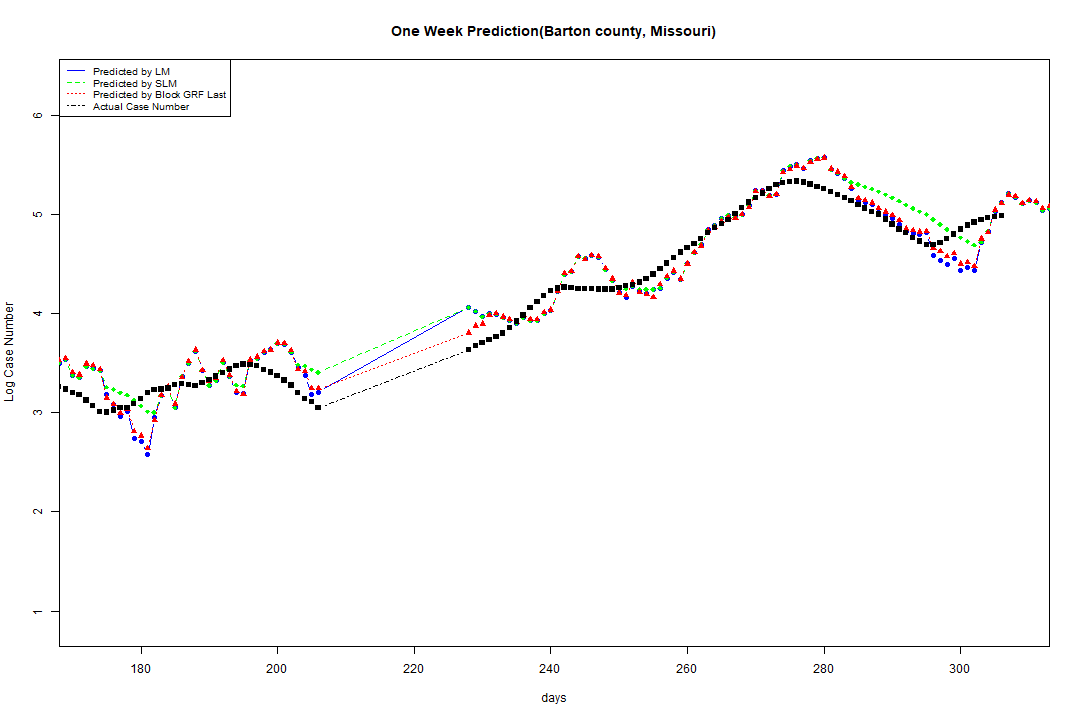 One Week Prediction(Barton county, Missouri)
Predicted by LM
Predicted by SLM
Predicted by Block GRF Last
Actual Case Number
Log Case Number
6
5
4
3
2
1
180 200 220 240 260 280 300
days